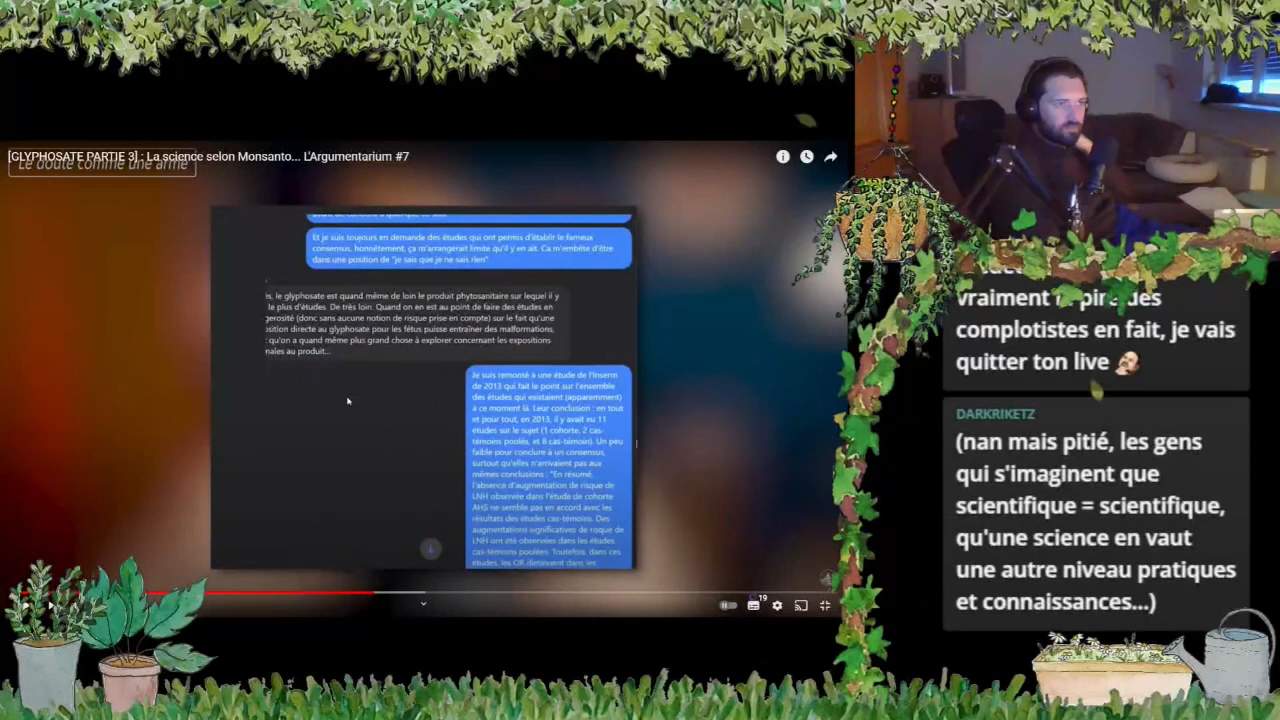 [GLYPHOSATE PARTIE 3] : La science selon Monsanto... L'Argumentarium #7
Le doute comme une arme
Et je suis toujours en demande des études qui ont permis d'établir le fameux
consensus, honnêtement, ça m'arrangerait limite qu'il y en ait. Ca m'embête d'être
dans une position de "je sais que je ne sais rien"
is, le glyphosate est quand même de loin le produit phytosanitaire sur lequel il y
le plus d'études. De très loin. Quand on en est au point de faire des études en
gerosité (donc sans aucune notion de risque prise en compte) sur le fait qu'une
osition directe au glyphosate pour les fétus puisse entraîner des malformations,
qu'on a quand même plus grand chose à explorer concernant les expositions
nales au produit...
Je suis remonté à une étude de l'Inserm
de 2013 qui fait le point sur l'ensemble
des études qui existaient (apparemment)
à ce moment là. Leur conclusion : en tout
et pour tout, en 2013, il y avait eu 11
études sur le sujet (1 cohorte, 2 cas-
témoins poolés, et 8 cas-témoin). Un peu
faible pour conclure à un consensus,
surtout qu'elles n'arrivaient pas aux
mêmes conclusions : "En résumé,
l'absence d'augmentation de risque de
LNH observée dans l'étude de cohorte
AHS ne semble pas en accord avec les
résultats des études cas-témoins. Des
augmentations significatives de risque de
LNH ont été observées dans les études
cas-témoins poolées. Toutefois, dans ces
études, les OR diminuent dans les
19
vraiment
des
complotistes en fait, je vais
quitter ton live
DARKRIKETZ
(nan mais pitié, les gens
qui s'imaginent que
scientifique = scientifique,
qu'une science en vaut
une autre niveau pratiques
et connaissances...)